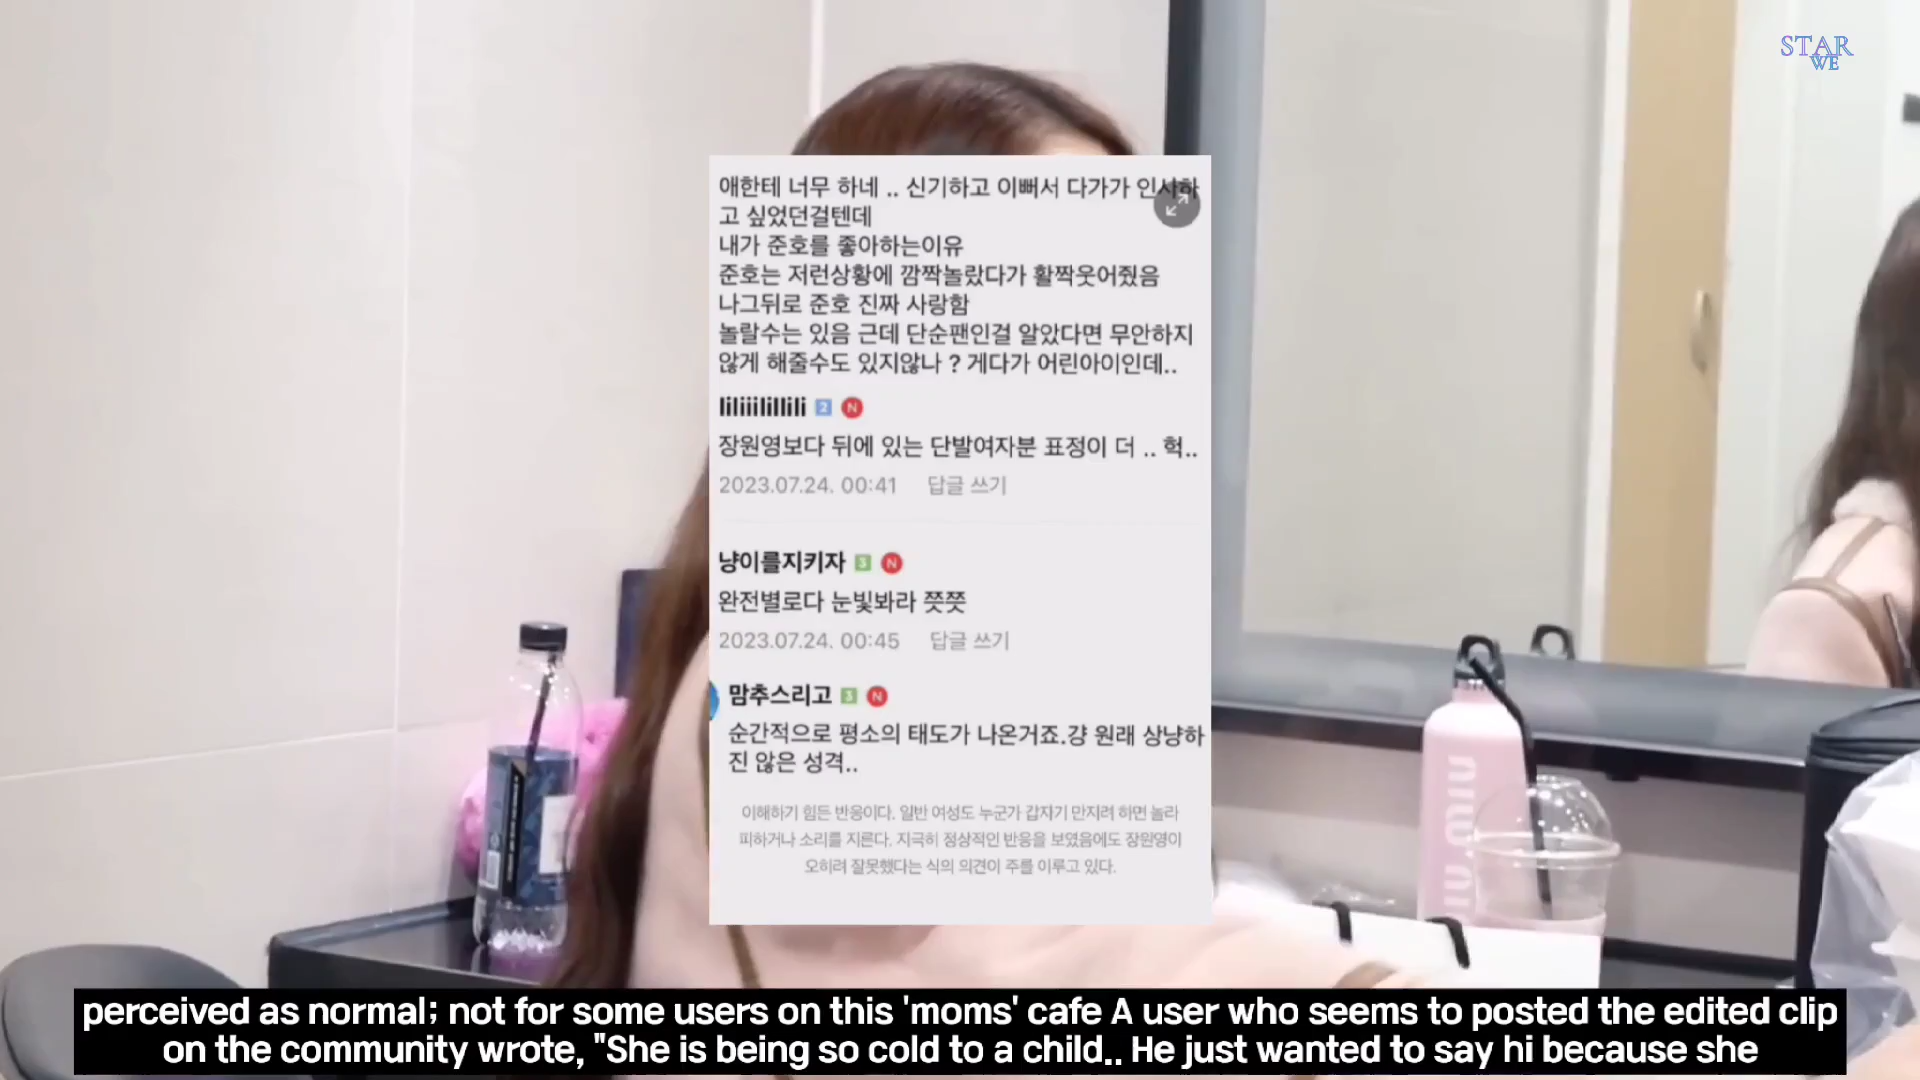 STAR
WE
애한테 너무 하네 .. 신기하고 이뻐서 다가가 인사하
고 싶었던걸텐데
내가 준호를 좋아하는이유
준호는 저런상황에 깜짝놀랐다가 활짝웃어줬음
나그뒤로 준호 진짜 사랑함
놀랄수는 있음 근데 단순팬인걸 알았다면 무안하지
않게 해줄수도 있지않나 ? 게다가 어린아이인데..
2 N
장원영보다 뒤에 있는 단발여자분 표정이 더 .. 헉..
2023.07.24. 00:41 답글 쓰기
냥이를지키자 3 N
완전별로다 눈빛봐라 쯧쯧
2023.07.24. 00:45 답글 쓰기
맘추스리고 3 N
순간적으로 평소의 태도가 나온거죠.걍 원래 상냥하
진 않은 성격..
이해하기 힘든 반응이다. 일반 여성도 누군가 갑자기 만지려 하면 놀라
피하거나 소리를 지른다. 지극히 정상적인 반응을 보였음에도 장원영이
오히려 잘못했다는 식의 의견이 주를 이루고 있다.
miu miu
perceived as normal; not for some users on this 'moms' cafe A user who seems to posted the edited clip
on the community wrote, "She is being so cold to a child.. He just wanted to say hi because she